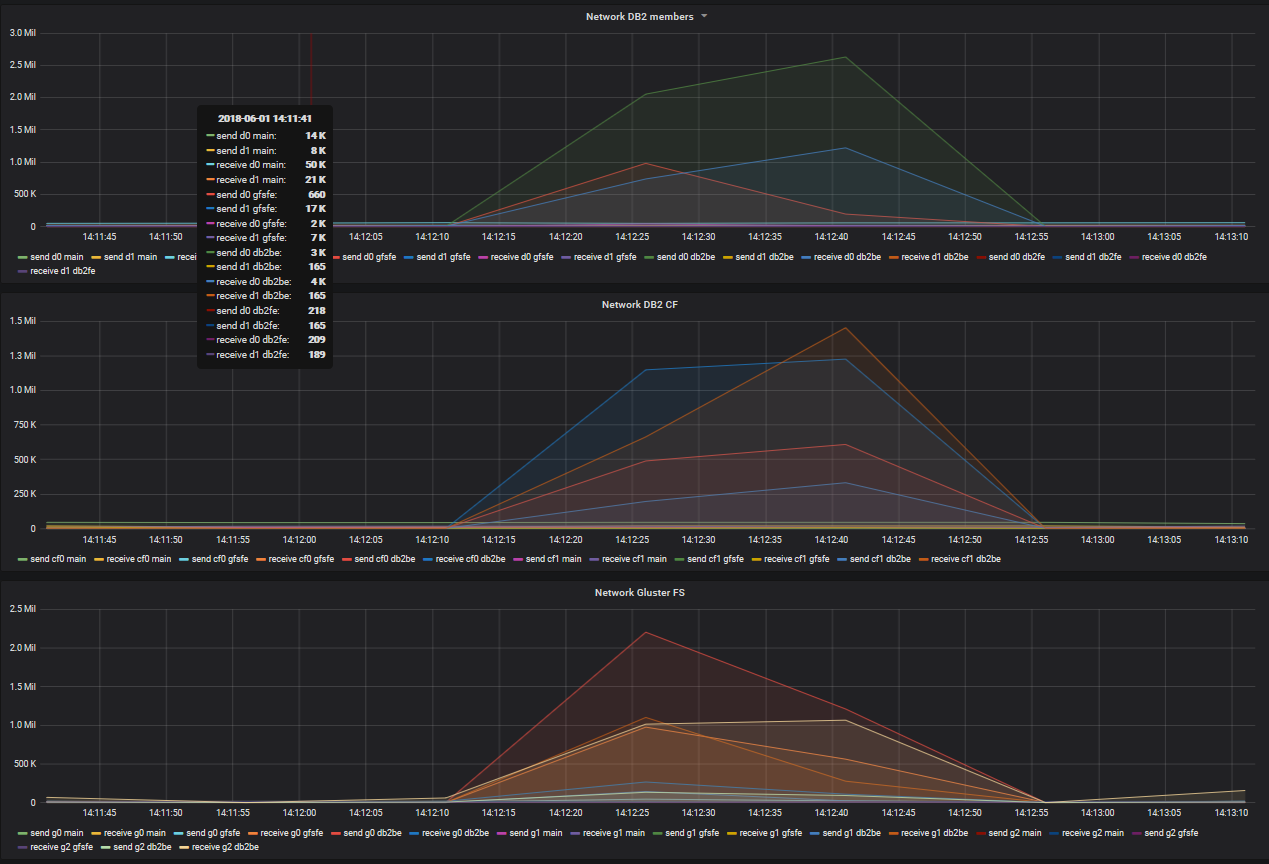 Network DB2 members
3.0 Mil
2.5 Mil
2.0 Mil
1.5 Mil
1.0 Mil
500 K
0
14:11:45 14:11:50 14:12:05 14:12:10 14:12:15 14:12:20 14:12:25 14:12:30 14:12:35 14:12:40 14:12:45 14:12:50 14:12:55 14:13:00 14:13:05 14:13:10
send d0 main send d1 main recei send d0 gfsfe send d1 gfsfe receive d0 gfsfe receive d1 gfsfe send d0 db2be send d1 db2be receive d0 db2be receive d1 db2be send d0 db2fe send d1 db2fe receive d0 db2fe
receive d1 db2fe
2018-06-01 14:11:41
send d0 main: 14 K
send d1 main: 8 K
receive d0 main: 50 K
receive d1 main: 21 K
send d0 gfsfe: 660
send d1 gfsfe: 17 K
receive d0 gfsfe: 2 K
receive d1 gfsfe: 7 K
send d0 db2be: 3 K
send d1 db2be: 165
receive d0 db2be: 4 K
receive d1 db2be: 165
send d0 db2fe: 218
send d1 db2fe: 165
receive d0 db2fe: 209
receive d1 db2fe: 189
Network DB2 CF
1.5 Mil
1.3 Mil
1.0 Mil
750 K
500 K
250 K
0
14:11:45 14:11:50 14:11:55 14:12:00 14:12:05 14:12:10 14:12:15 14:12:20 14:12:25 14:12:30 14:12:35 14:12:40 14:12:45 14:12:50 14:12:55 14:13:00 14:13:05 14:13:10
send cf0 main receive cf0 main send cf0 gfsfe receive cf0 gfsfe send cf0 db2be receive cf0 db2be send cf1 main receive cf1 main send cf1 gfsfe receive cf1 gfsfe send cf1 db2be receive cf1 db2be
Network Gluster FS
2.5 Mil
2.0 Mil
1.5 Mil
1.0 Mil
500 K
0
14:11:45 14:11:50 14:11:55 14:12:00 14:12:05 14:12:10 14:12:15 14:12:20 14:12:25 14:12:30 14:12:35 14:12:40 14:12:45 14:12:50 14:12:55 14:13:00 14:13:05 14:13:10
send g0 main receive g0 main send g0 gfsfe receive g0 gfsfe send g0 db2be receive g0 db2be send g1 main receive g1 main send g1 gfsfe receive g1 gfsfe send g1 db2be receive g1 db2be send g2 main receive g2 main send g2 gfsfe
receive g2 gfsfe send g2 db2be receive g2 db2be